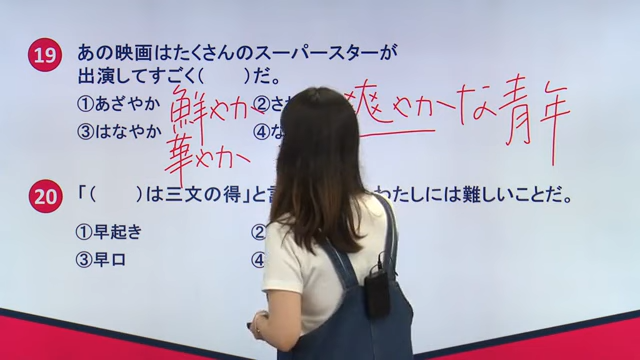 19 あの映画はたくさんのスーパースターが
出演してすごく(　　)だ。
①あざやか 鮮やか ②さわ 爽やかな青年
③はなやか 華やか ④な
20 「(　　)は三文の得」と わたしには難しいことだ。
①早起き ②
③早口 ④